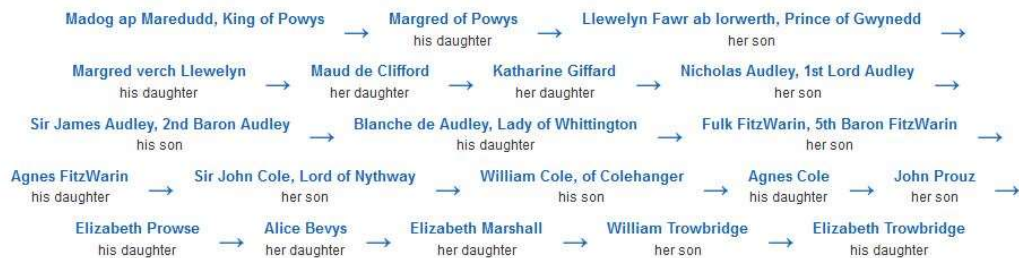 Madog ap Maredudd, King of Powys → Margred of Powys → Llewelyn Fawr ab Iorwerth, Prince of Gwynedd →
his daughter her son
Margred verch Llewelyn → Maud de Clifford → Katharine Giffard → Nicholas Audley, 1st Lord Audley →
his daughter her daughter her daughter her son
Sir James Audley, 2nd Baron Audley → Blanche de Audley, Lady of Whittington → Fulk FitzWarin, 5th Baron FitzWarin →
his son his daughter her son
Agnes FitzWarin → Sir John Cole, Lord of Nythway → William Cole, of Colehanger → Agnes Cole → John Prouz →
his daughter her son his son his daughter her son
Elizabeth Prowse → Alice Bevys → Elizabeth Marshall → William Trowbridge → Elizabeth Trowbridge
his daughter her daughter her daughter her son his daughter